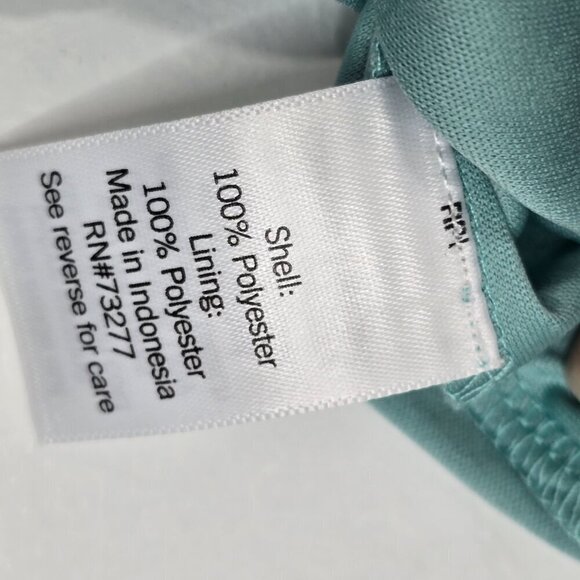 Shell:
100% Polyester
Lining:
100% Polyester
Made in Indonesia
RN#73277
See reverse for care